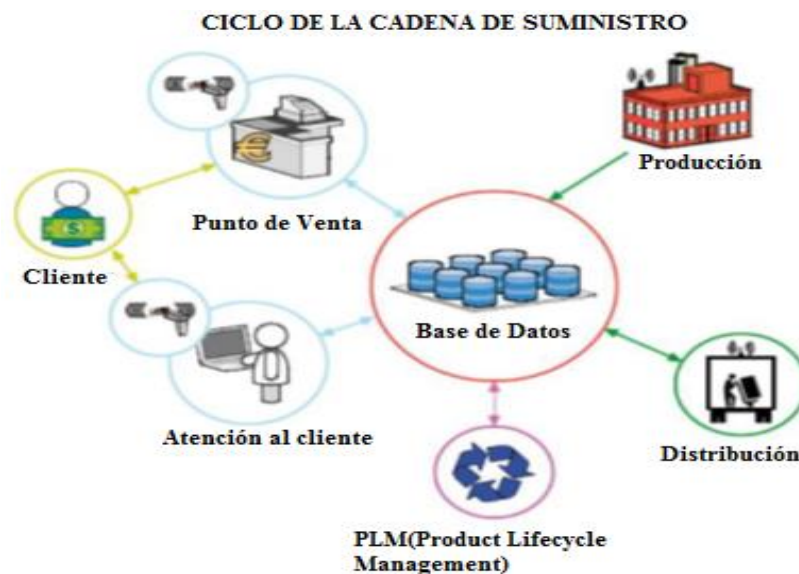 CICLO DE LA CADENA DE SUMINISTRO
Producción
Punto de Venta
Cliente
Base de Datos
Atención al cliente
Distribución
PLM(Product Lifecycle
Management)